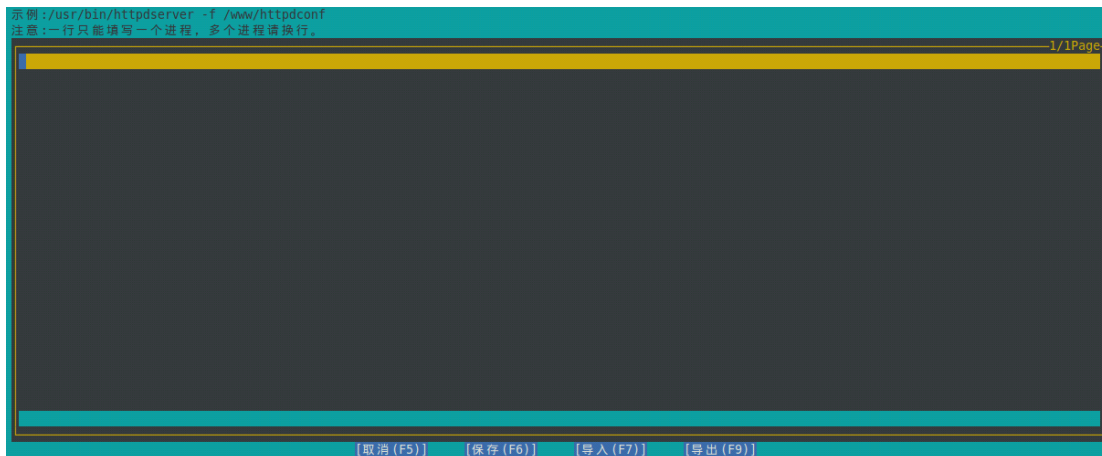 示例:/usr/bin/httpdserver -f /www/httpdconf
注意:一行只能填写一个进程，多个进程请换行。
1/1Page
[取消(F5)] [保存(F6)] [导入(F7)] [导出(F9)]